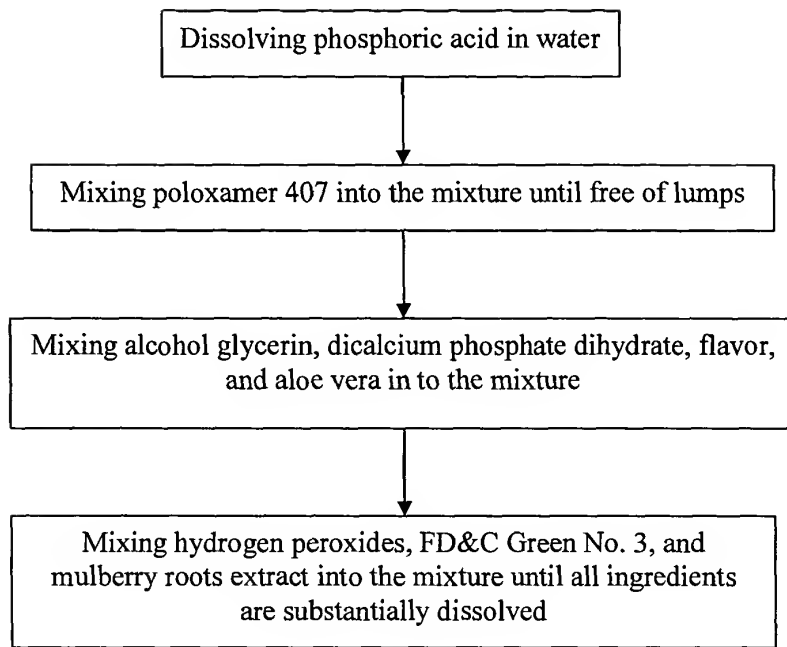 Dissolving phosphoric acid in water
Mixing poloxamer 407 into the mixture until free of lumps
Mixing alcohol glycerin, dicalcium phosphate dihydrate, flavor,
and aloe vera in to the mixture
Mixing hydrogen peroxides, FD&C Green No. 3, and
mulberry roots extract into the mixture until all ingredients
are substantially dissolved